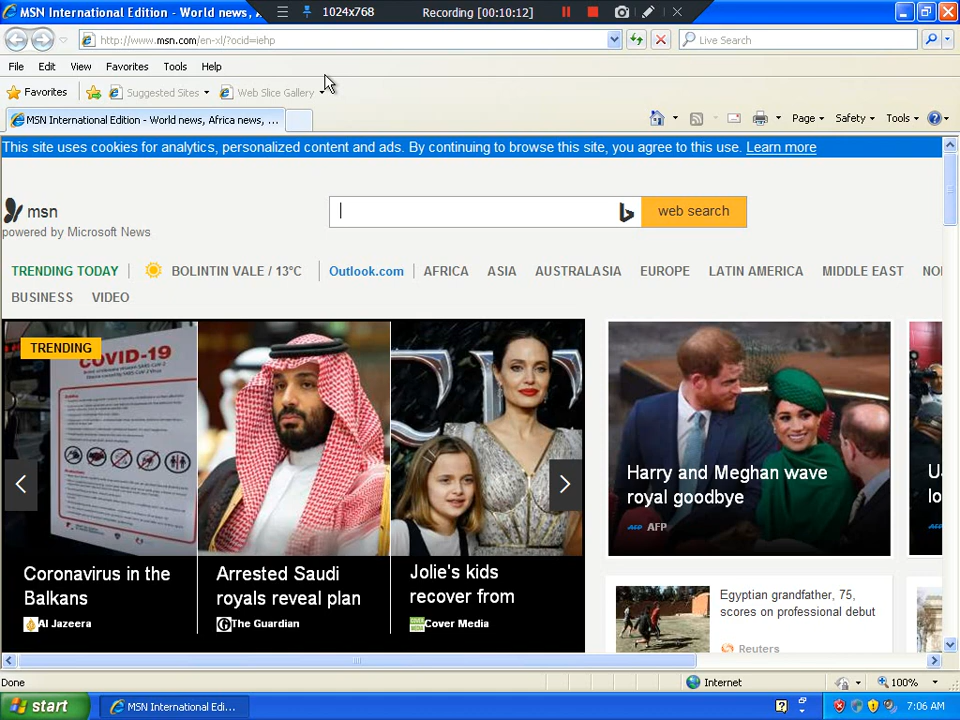 MSN International Edition - World news, A
1024x768
Recording [00:10:12]
http://www.msn.com/en-xl/?ocid=iehp
Live Search
File Edit View Favorites Tools Help
Favorites Suggested Sites Web Slice Gallery
MSN International Edition - World news, Africa news, ...
Page Safety Tools
This site uses cookies for analytics, personalized content and ads. By continuing to browse this site, you agree to this use. Learn more
msn
powered by Microsoft News
web search
TRENDING TODAY BOLINTIN VALE / 13°C Outlook.com AFRICA ASIA AUSTRALASIA EUROPE LATIN AMERICA MIDDLE EAST NO
BUSINESS VIDEO
TRENDING
COVID-19
Coronavirus in the
Balkans
Al Jazeera
Arrested Saudi
royals reveal plan
The Guardian
Jolie's kids
recover from
Cover Media
Harry and Meghan wave
royal goodbye
AFP
Egyptian grandfather, 75,
scores on professional debut
Reuters
lo
Done
Internet
100%
start
MSN International Edi...
7:06 AM